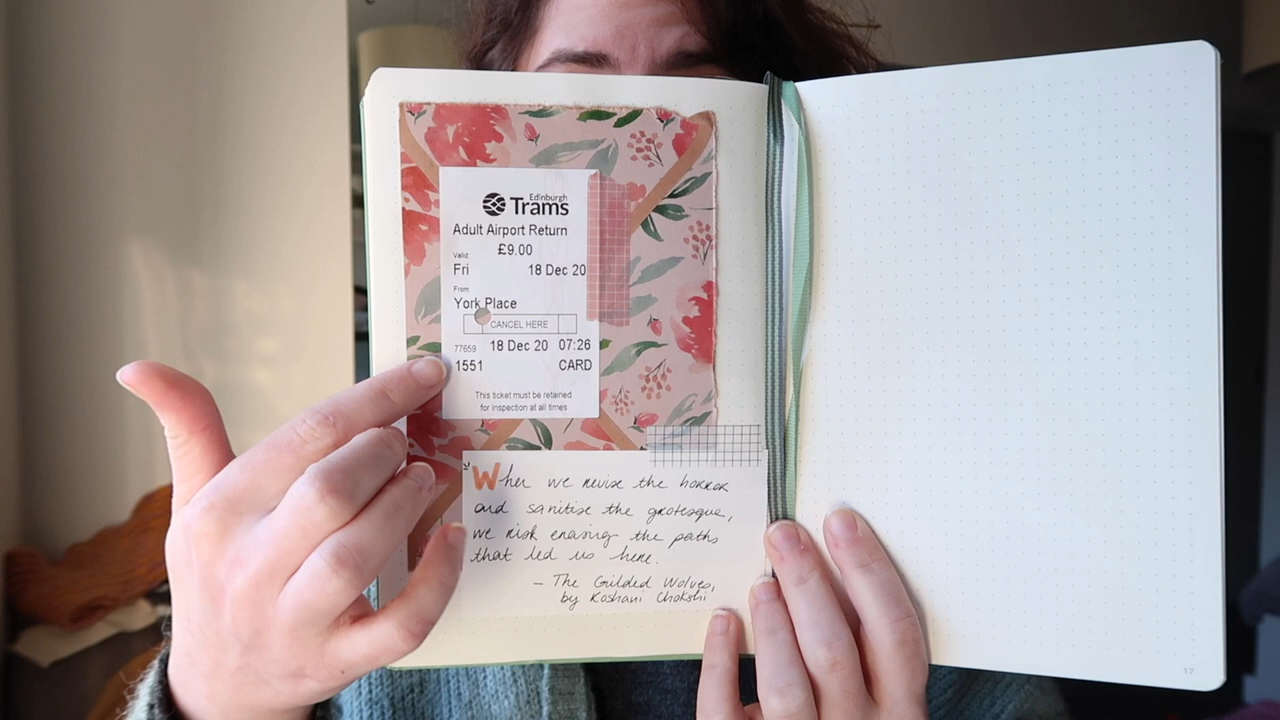 Edinburgh
Trams
Adult Airport Return
£9.00
Valid:
Fri 18 Dec 20
From:
York Place
CANCEL HERE
77659 18 Dec 20 07:26
1551 CARD
This ticket must be retained
for inspection at all times
When we revise the horror
and sanitise the grotesque,
we risk erasing the paths
that led us here.
– The Gilded Wolves,
by Roshani Chokshi
17